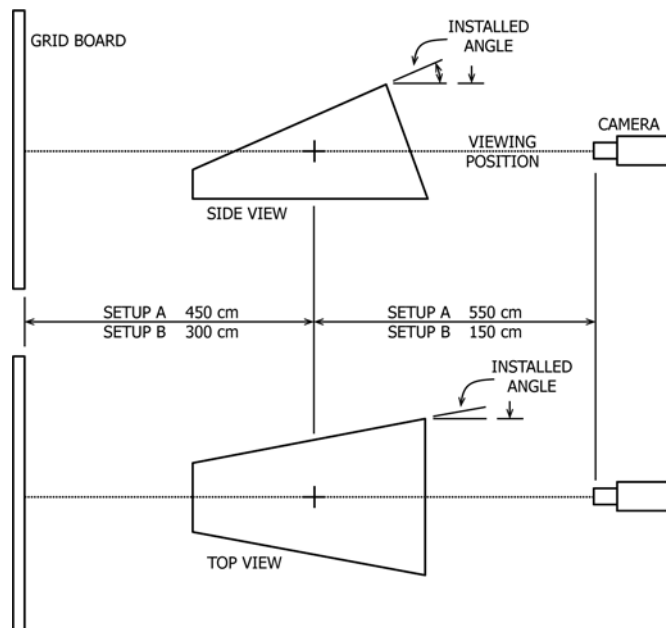 GRID BOARD
INSTALLED
ANGLE
CAMERA
VIEWING
POSITION
SIDE VIEW
SETUP A 450 cm
SETUP B 300 cm
SETUP A 550 cm
SETUP B 150 cm
INSTALLED
ANGLE
TOP VIEW